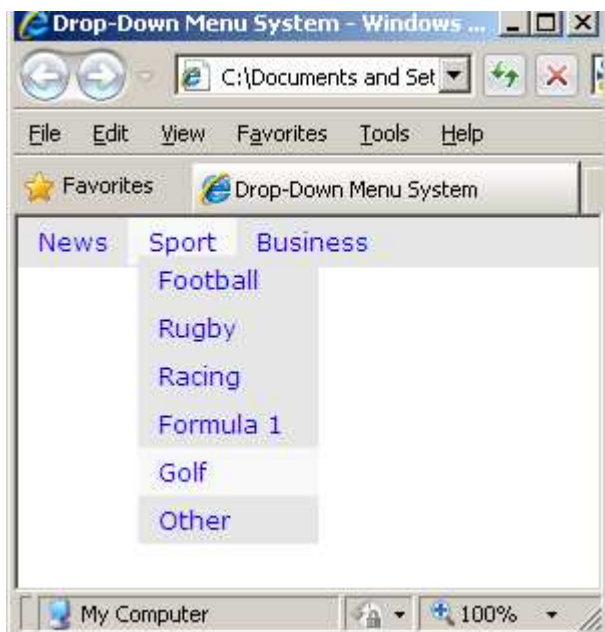 Drop-Down Menu System - Windows ...
C:\Documents and Set
File Edit View Favorites Tools Help
Favorites Drop-Down Menu System
News Sport Business
Football
Rugby
Racing
Formula 1
Golf
Other
My Computer 100%